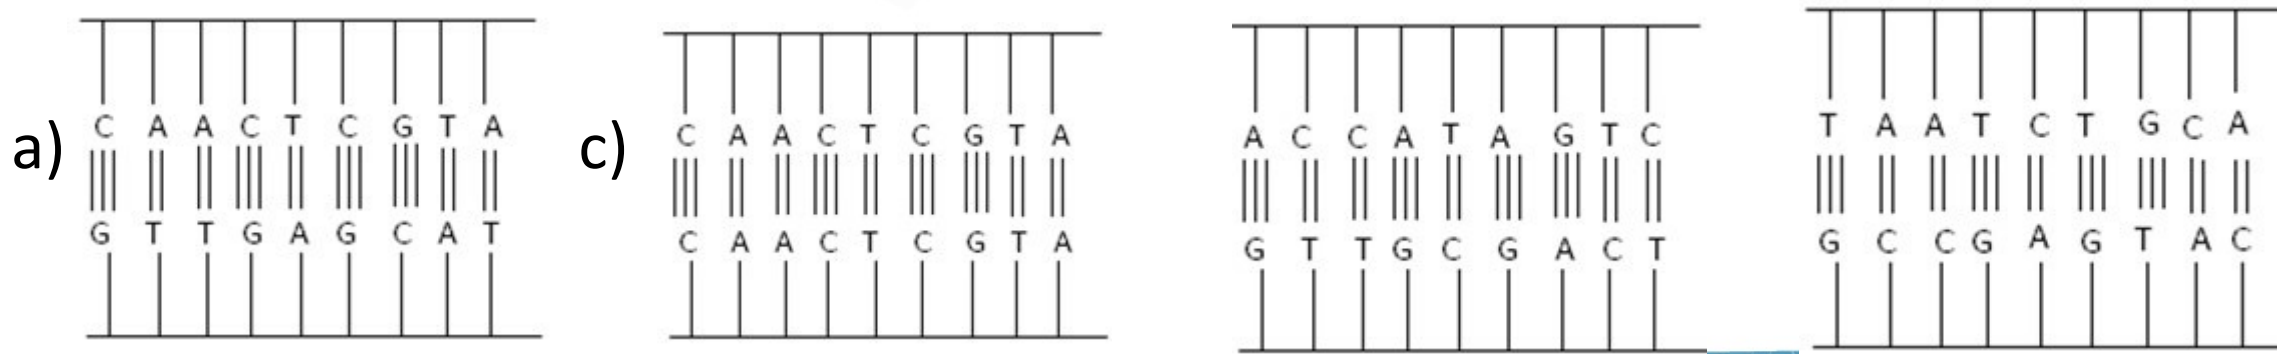 a) C A A C T C G T A
G T T G A G C A T
c) C A A C T C G T A
C A A C T C G T A
A C C A T A G T C
G T T G C G A C T
T A A T C T G C A
G C C G A G T A C